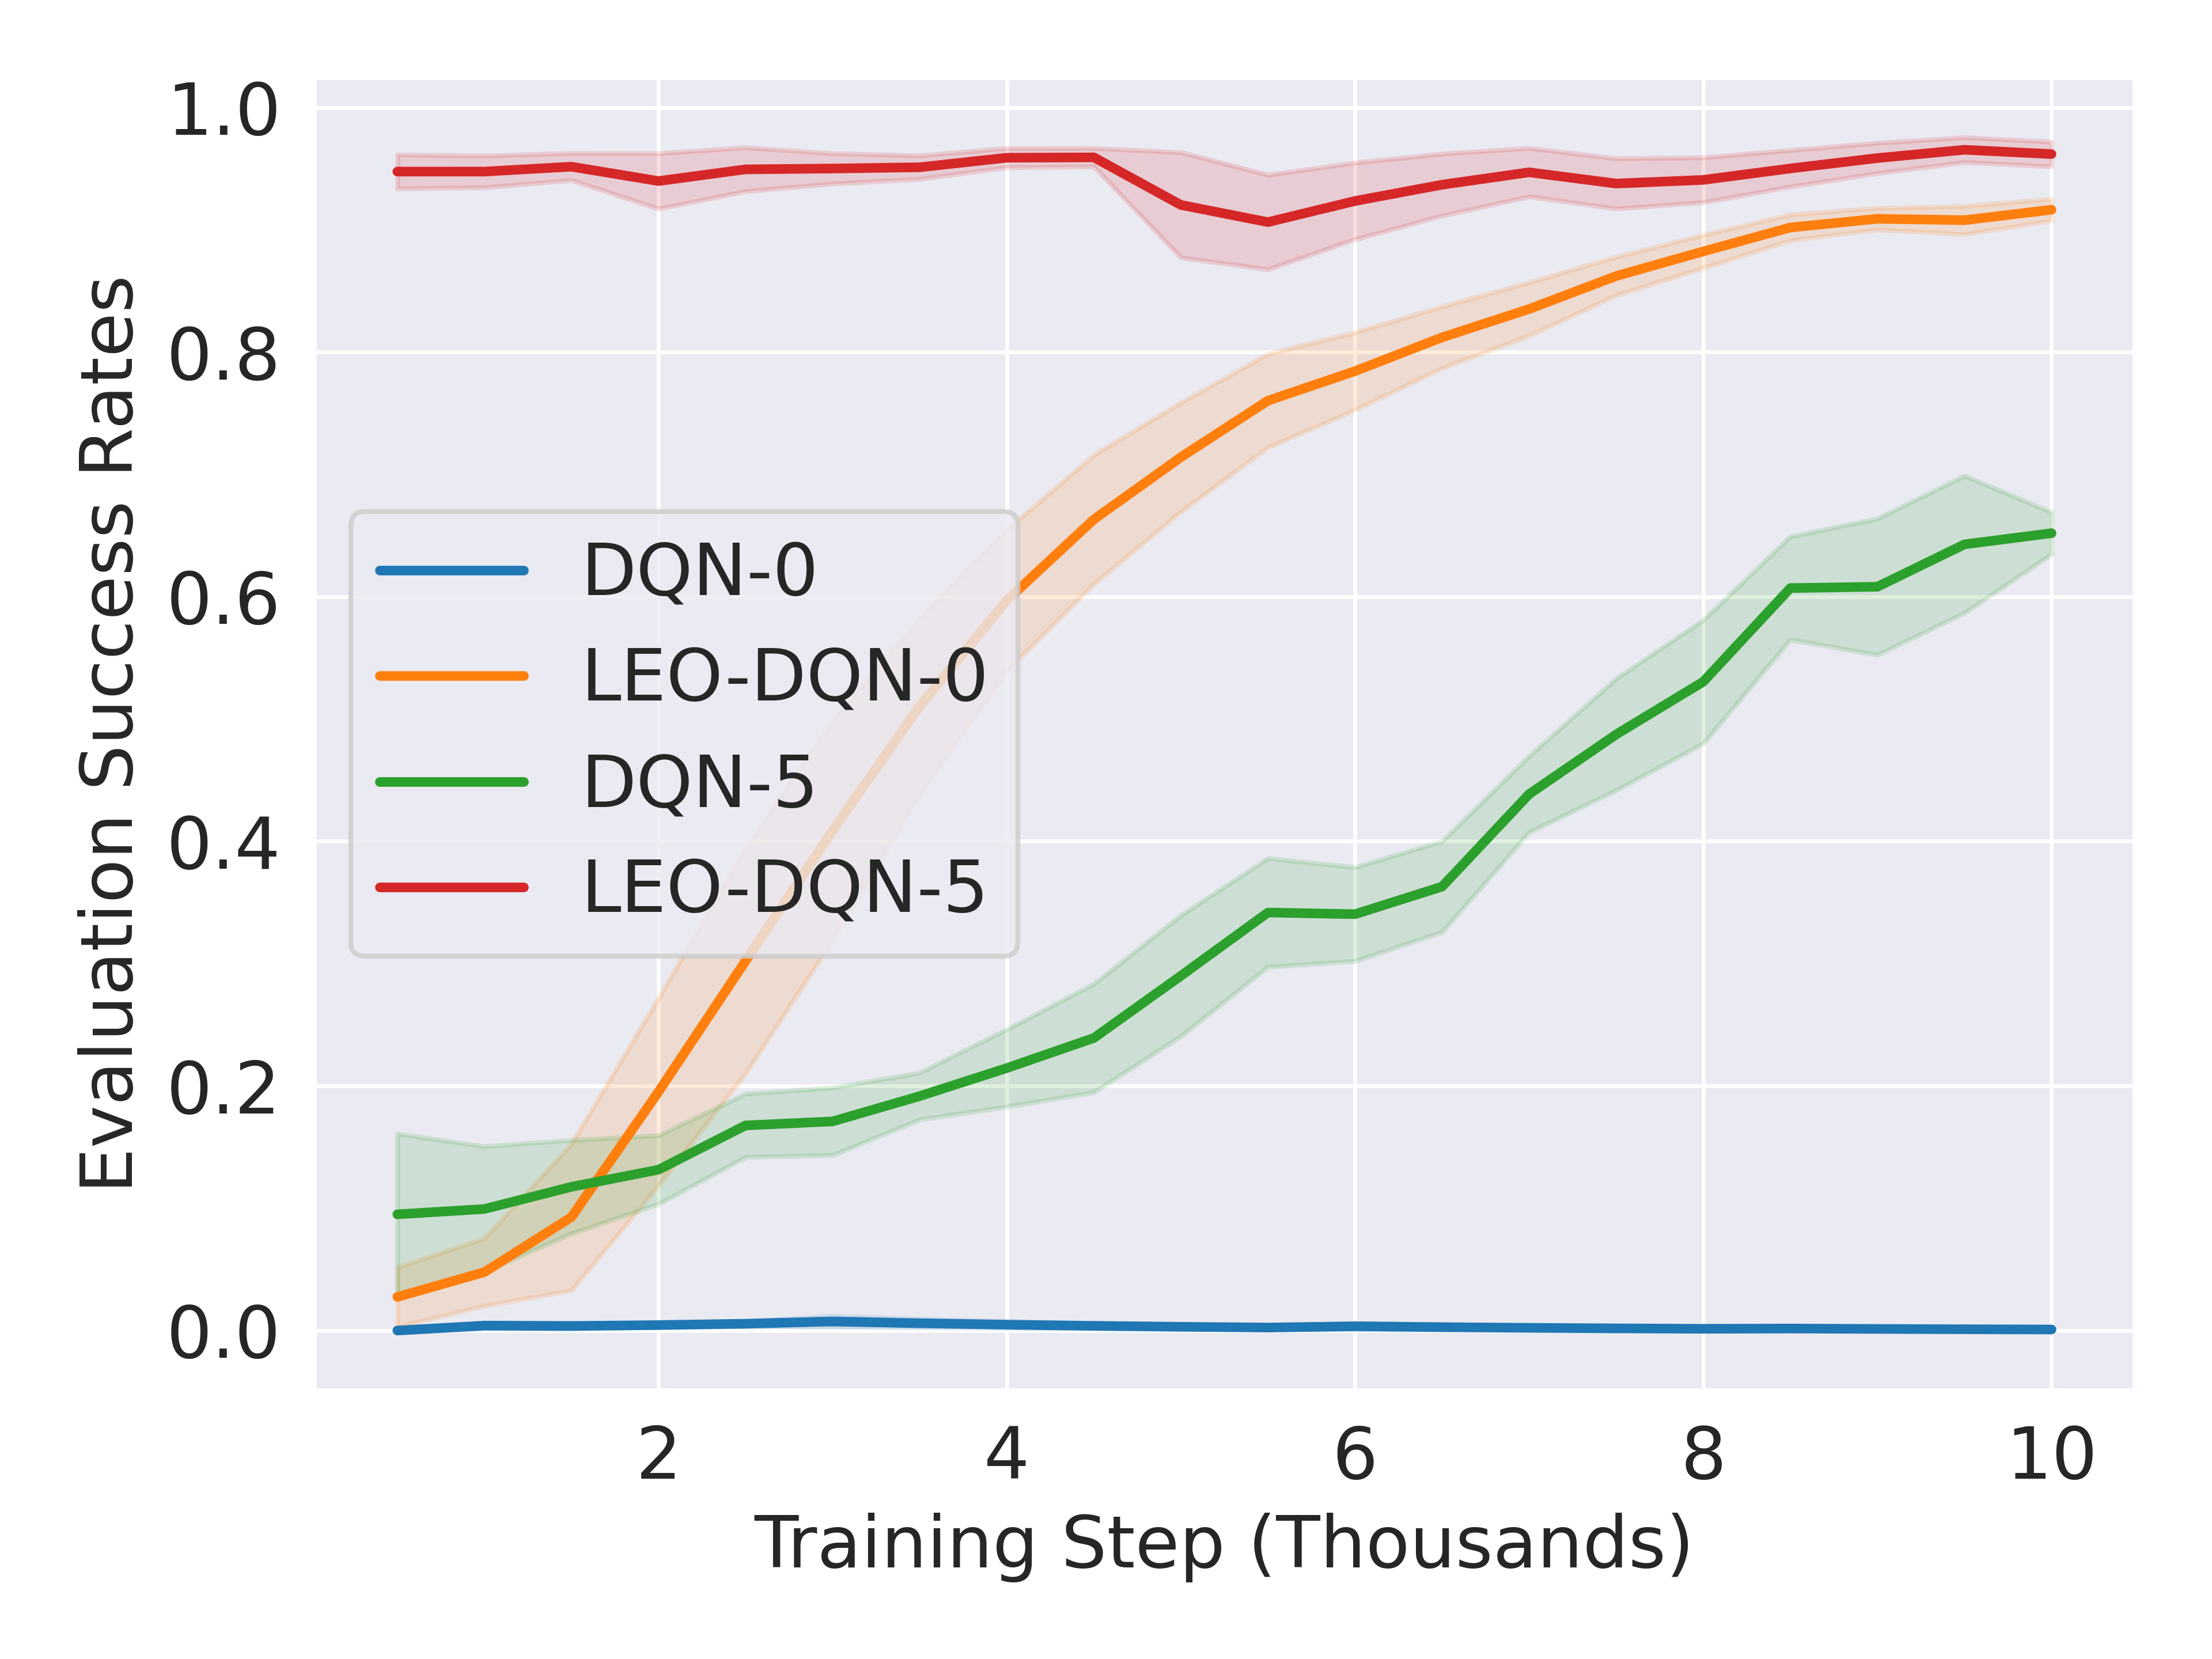 1.0
0.8
0.6
0.4
0.2
0.0
Evaluation Success Rates
DQN-0
LEO-DQN-0
DQN-5
LEO-DQN-5
2 4 6 8 10
Training Step (Thousands)